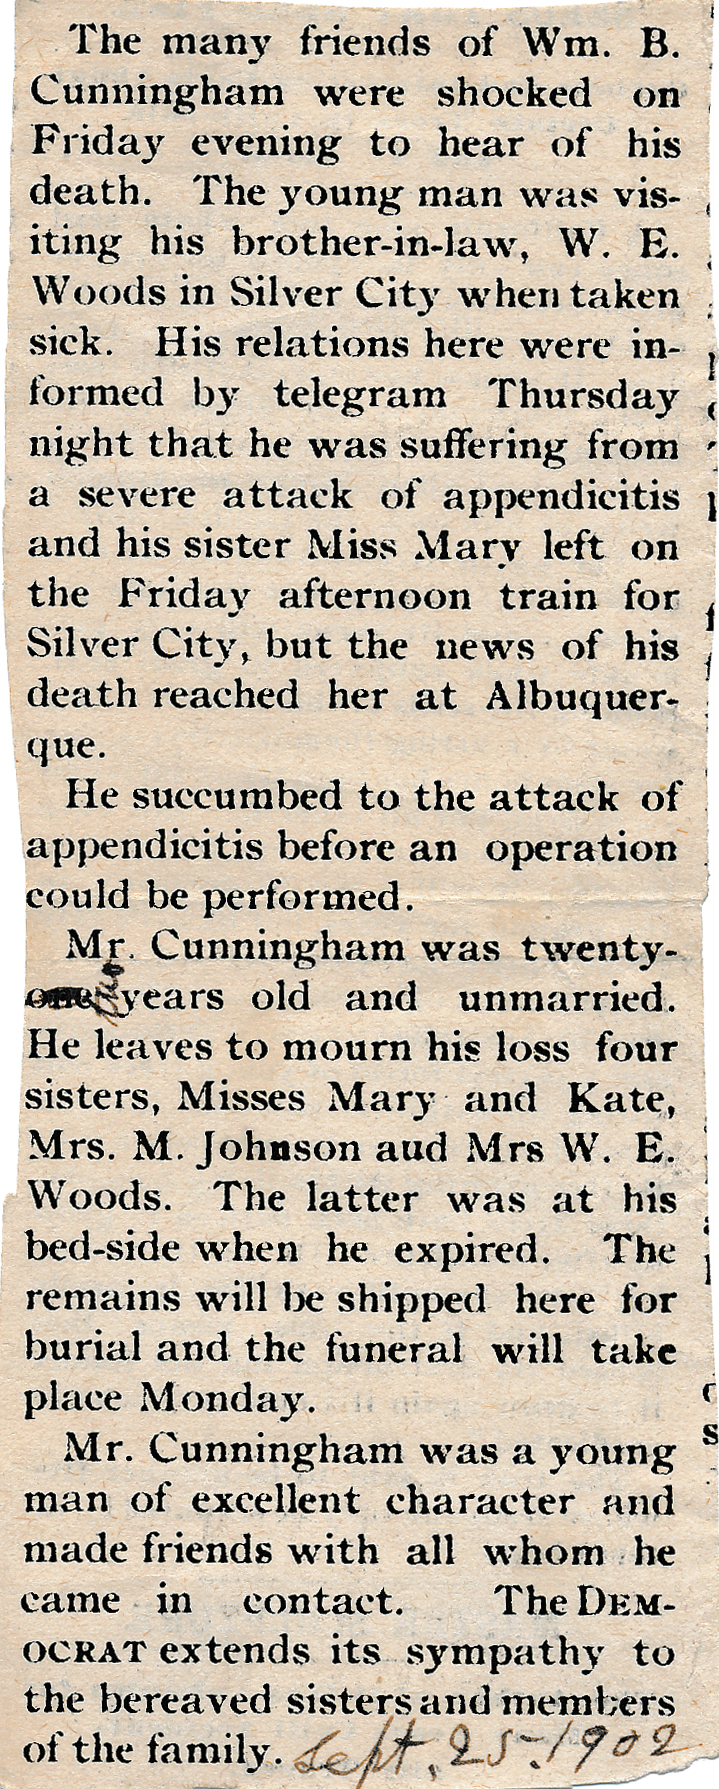 The many friends of Wm. B.
Cunningham were shocked on
Friday evening to hear of his
death. The young man was vis-
iting his brother-in-law, W. E.
Woods in Silver City when taken
sick. His relations here were in-
formed by telegram Thursday
night that he was suffering from
a severe attack of appendicitis
and his sister Miss Mary left on
the Friday afternoon train for
Silver City, but the news of his
death reached her at Albuquer-
que.
He succumbed to the attack of
appendicitis before an operation
could be performed.
Mr. Cunningham was twenty-
one two years old and unmarried.
He leaves to mourn his loss four
sisters, Misses Mary and Kate,
Mrs. M. Johnson aud Mrs W. E.
Woods. The latter was at his
bed-side when he expired. The
remains will be shipped here for
burial and the funeral will take
place Monday.
Mr. Cunningham was a young
man of excellent character and
made friends with all whom he
came in contact. The DEM-
OCRAT extends its sympathy to
the bereaved sisters and members
of the family. Sept. 25. 1902